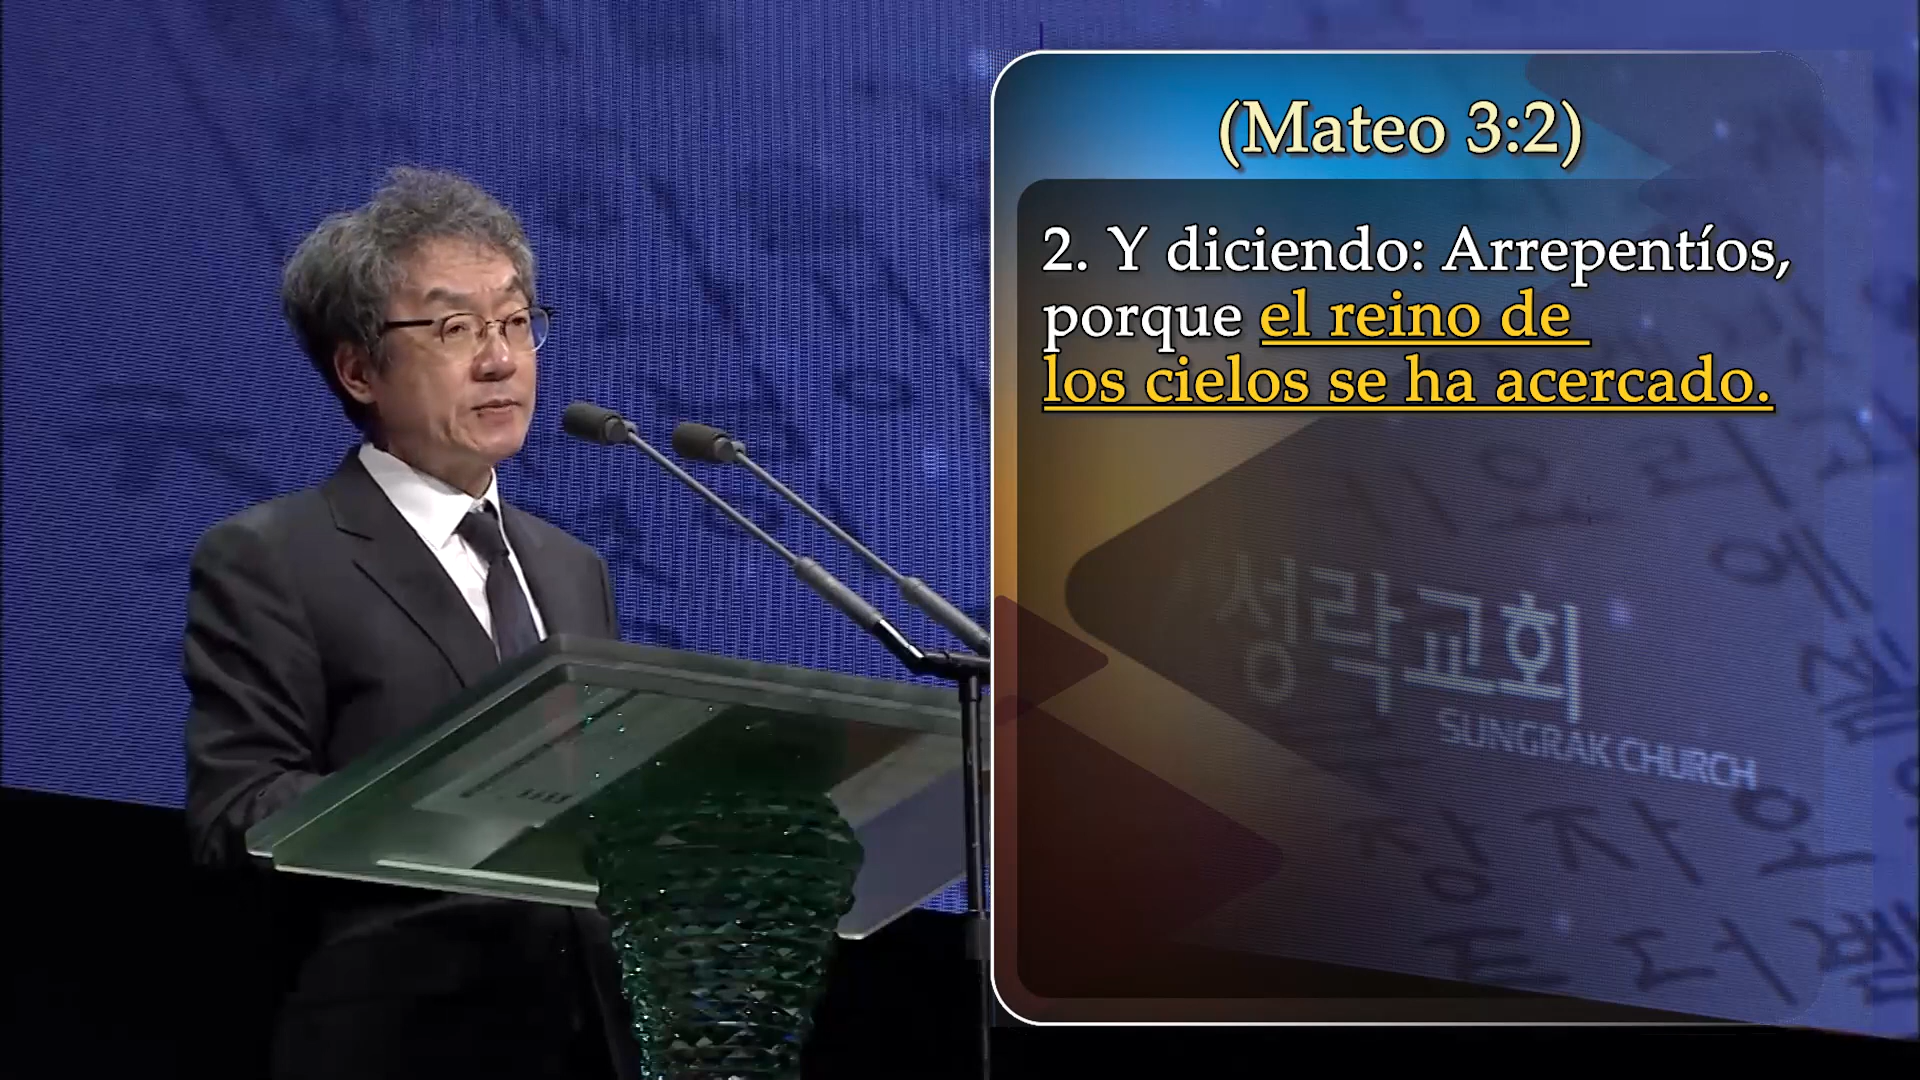 (Mateo 3:2)
2. Y diciendo: Arrepentíos,
porque el reino de
los cielos se ha acercado.
성락교회
SUNGRAK CHURCH